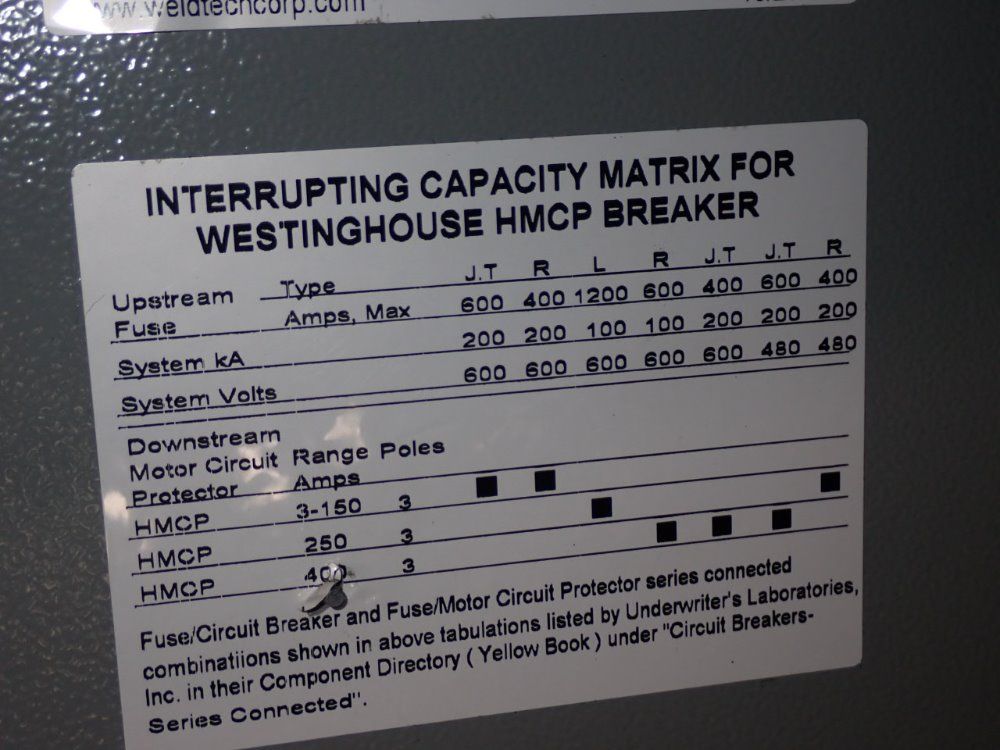 www.weldtechcorp.com
INTERRUPTING CAPACITY MATRIX FOR
WESTINGHOUSE HMCP BREAKER
Upstream Type J.T R L R J.T J.T R
Fuse Amps, Max 600 400 1200 600 400 600 400
System kA 200 200 100 100 200 200 200
System Volts 600 600 600 600 600 480 480
Downstream
Motor Circuit Range Poles
Protector Amps
HMCP 3-150 3 ■ ■ ■
HMCP 250 3 ■
HMCP 400 3 ■ ■ ■
Fuse/Circuit Breaker and Fuse/Motor Circuit Protector series connected
combinatiions shown in above tabulations listed by Underwriter's Laboratories,
Inc. in their Component Directory ( Yellow Book ) under "Circuit Breakers-
Series Connected".